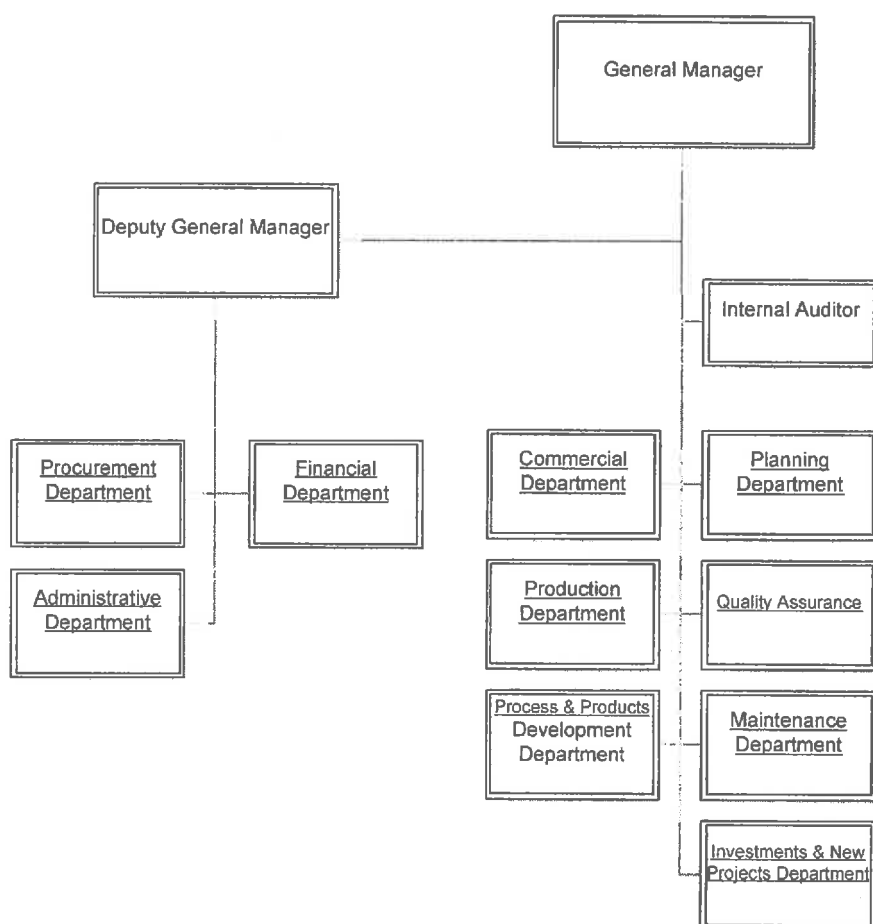 General Manager
Deputy General Manager
Internal Auditor
Procurement
Department
Financial
Department
Commercial
Department
Planning
Department
Administrative
Department
Production
Department
Quality Assurance
Process & Products
Development
Department
Maintenance
Department
Investments & New
Projects Department